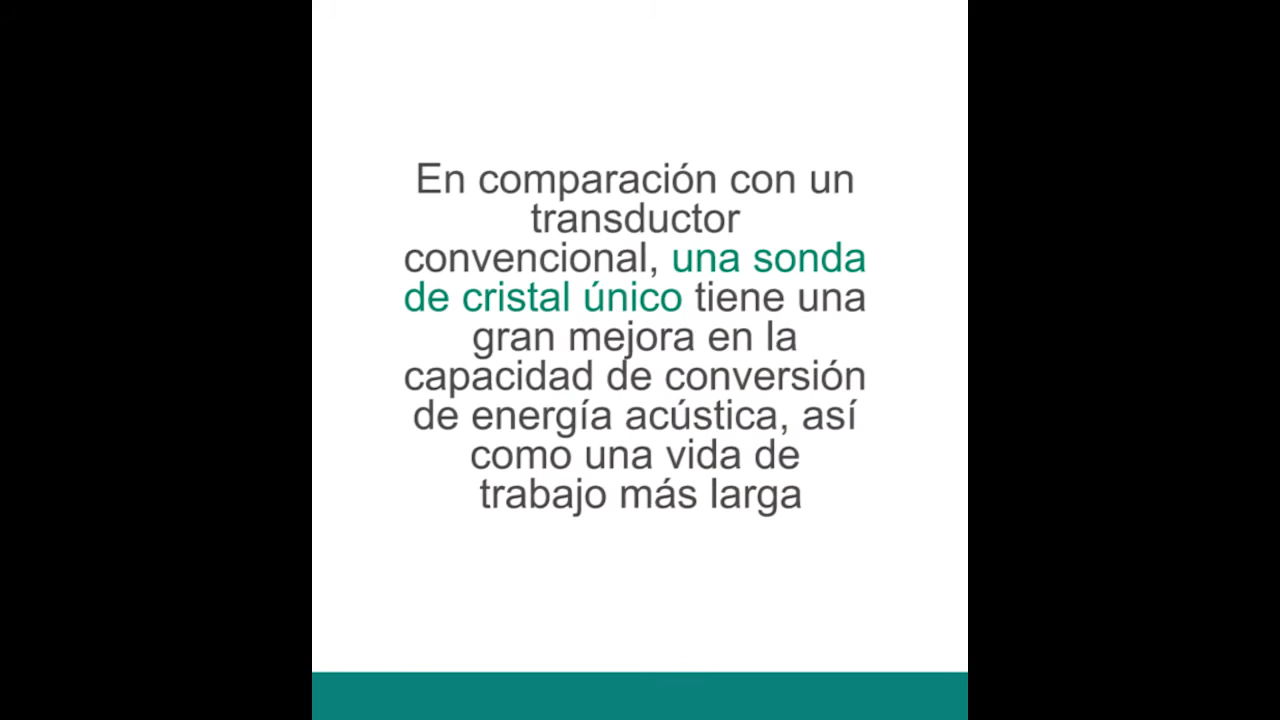 En comparación con un
transductor
convencional, una sonda
de cristal único tiene una
gran mejora en la
capacidad de conversión
de energía acústica, así
como una vida de
trabajo más larga